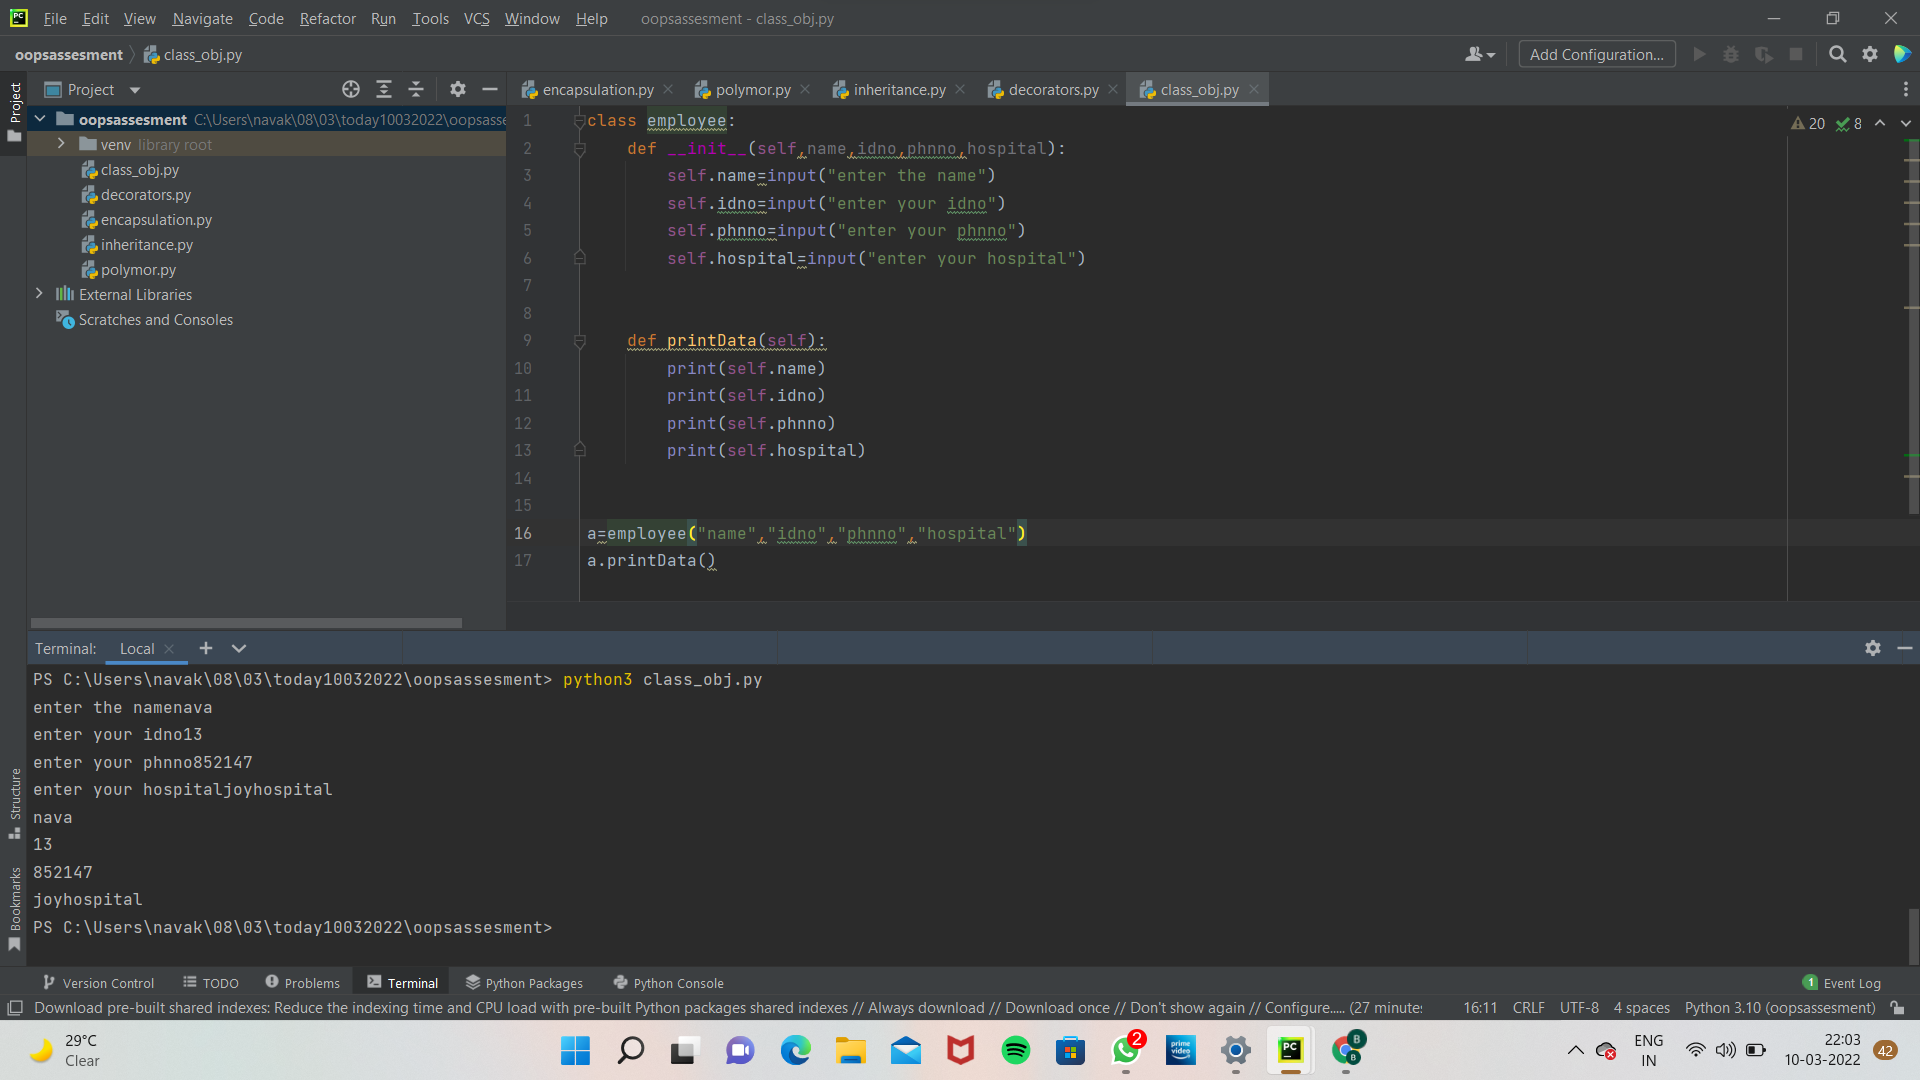 File Edit View Navigate Code Refactor Run Tools VCS Window Help oopsassesment - class_obj.py
oopsassesment class_obj.py Add Configuration...
Project encapsulation.py polymor.py inheritance.py decorators.py class_obj.py
Project
oopsassesment C:\Users\navak\08\03\today10032022\oopsasse
venv library root
class_obj.py
decorators.py
encapsulation.py
inheritance.py
polymor.py
External Libraries
Scratches and Consoles
20 8
1 class employee:
2 def __init__(self,name,idno,phnno,hospital):
3 self.name=input("enter the name")
4 self.idno=input("enter your idno")
5 self.phnno=input("enter your phnno")
6 self.hospital=input("enter your hospital")
7
8
9 def printData(self):
10 print(self.name)
11 print(self.idno)
12 print(self.phnno)
13 print(self.hospital)
14
15
16 a=employee("name","idno","phnno","hospital")
17 a.printData()
Terminal: Local
PS C:\Users\navak\08\03\today10032022\oopsassesment> python3 class_obj.py
enter the namenava
enter your idno13
enter your phnno852147
enter your hospitaljoyhospital
nava
13
852147
joyhospital
PS C:\Users\navak\08\03\today10032022\oopsassesment>
Structure
Bookmarks
Version Control TODO Problems Terminal Python Packages Python Console 1 Event Log
Download pre-built shared indexes: Reduce the indexing time and CPU load with pre-built Python packages shared indexes // Always download // Download once // Don't show again // Configure..... (27 minutes 16:11 CRLF UTF-8 4 spaces Python 3.10 (oopsassesment)
29°C
Clear
PC
prime video
2
B
B
ENG
IN
22:03
10-03-2022
42